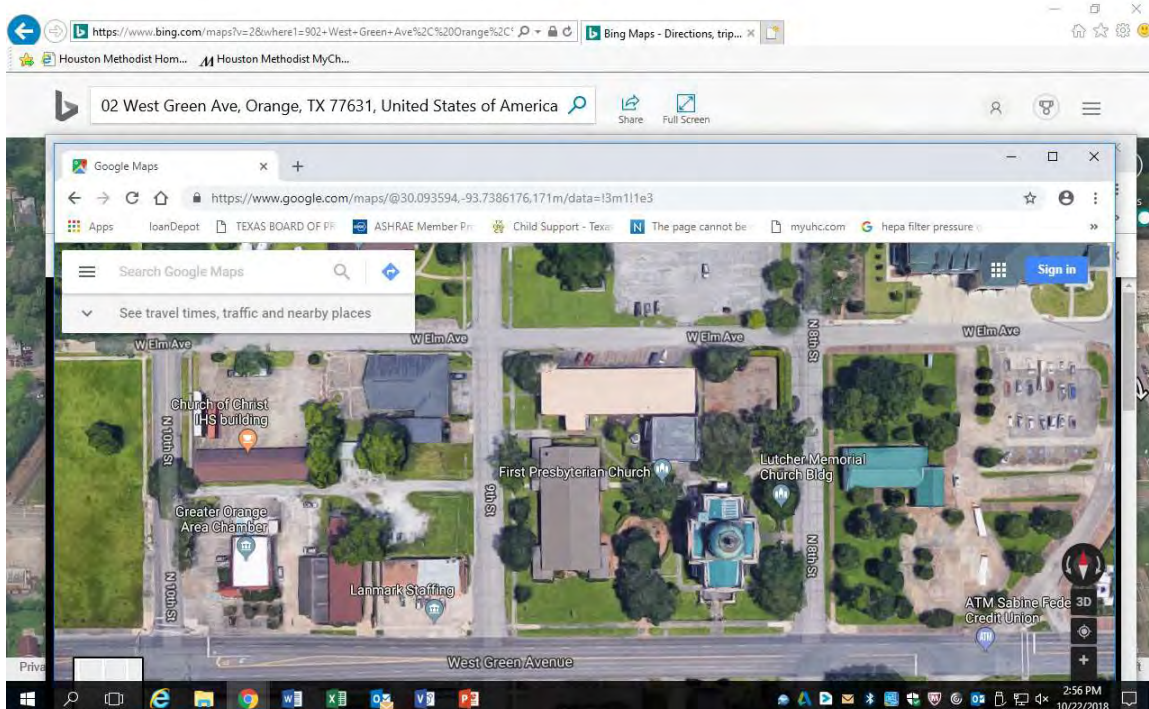 https://www.bing.com/maps?v=2&where1=902+West+Green+Ave%2C%20Orange%2C
Bing Maps - Directions, trip...
Houston Methodist Hom...
Houston Methodist MyCh...
02 West Green Ave, Orange, TX 77631, United States of America
Share
Full Screen
Google Maps
https://www.google.com/maps/@30.093594,-93.7386176,171m/data=!3m1!1e3
Apps
loanDepot
TEXAS BOARD OF PR
ASHRAE Member Pr
Child Support - Texa
The page cannot be
myuhc.com
hepa filter pressure
»
Search Google Maps
Sign in
See travel times, traffic and nearby places
W Elm Ave
W Elm Ave
W Elm Ave
W Elm Ave
N 8th St
Church of Christ
IHS building
N 10th St
First Presbyterian Church
Lutcher Memorial
Church Bldg
9th St
Greater Orange
Area Chamber
N 8th St
N 10th St
Lanmark Staffing
ATM Sabine Fede
Credit Union
3D
ATM
West Green Avenue
Priva
2:56 PM
10/22/2018